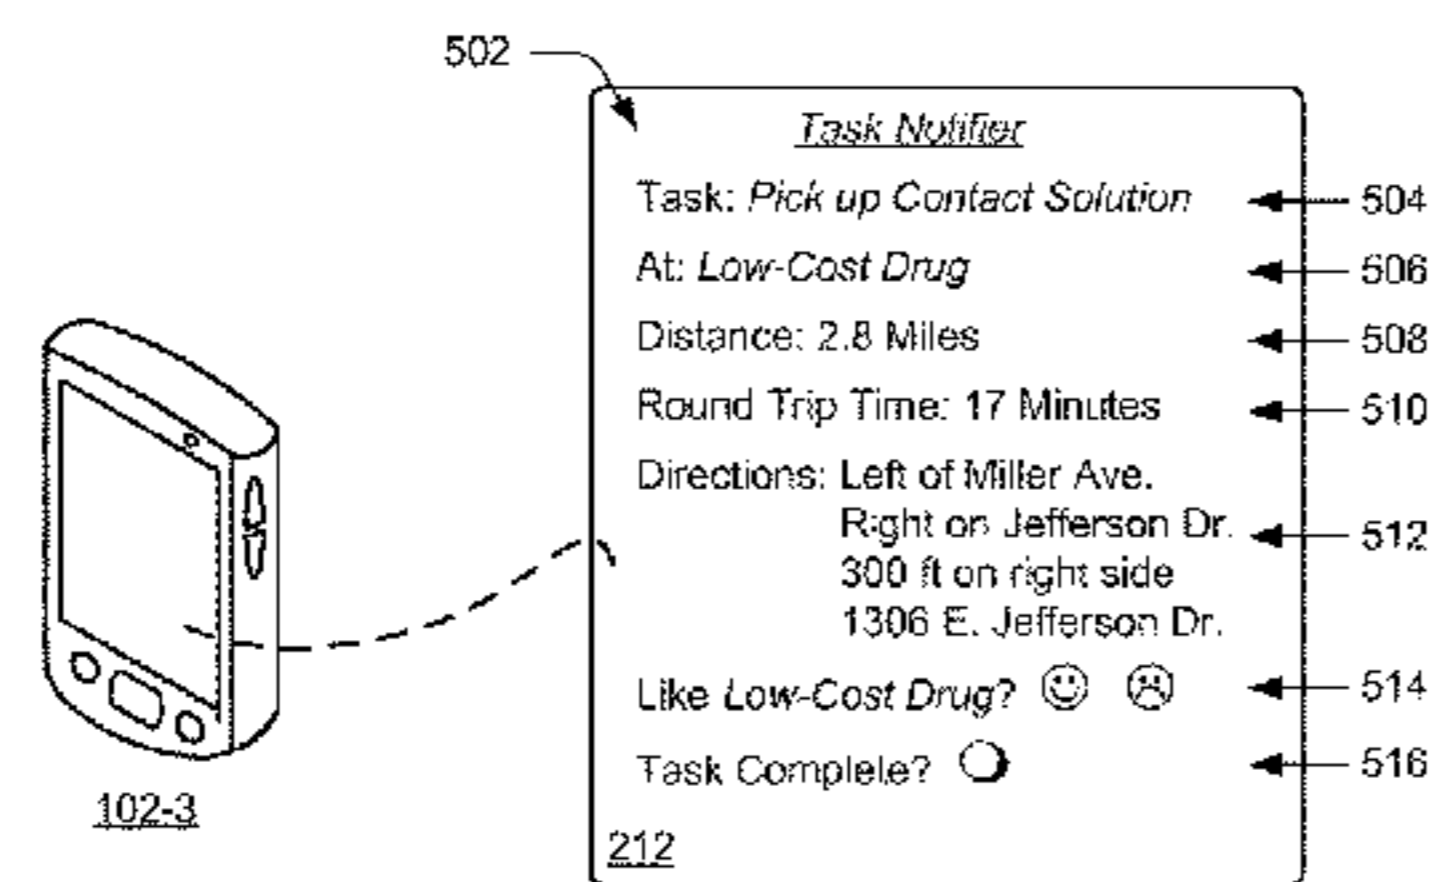 502
Task Notifier
Task: Pick up Contact Solution 504
At: Low-Cost Drug 506
Distance: 2.8 Miles 508
Round Trip Time: 17 Minutes 510
Directions: Left of Miller Ave.
Right on Jefferson Dr. 512
300 ft on right side
1306 E. Jefferson Dr.
Like Low-Cost Drug? 514
Task Complete? 516
102-3
212